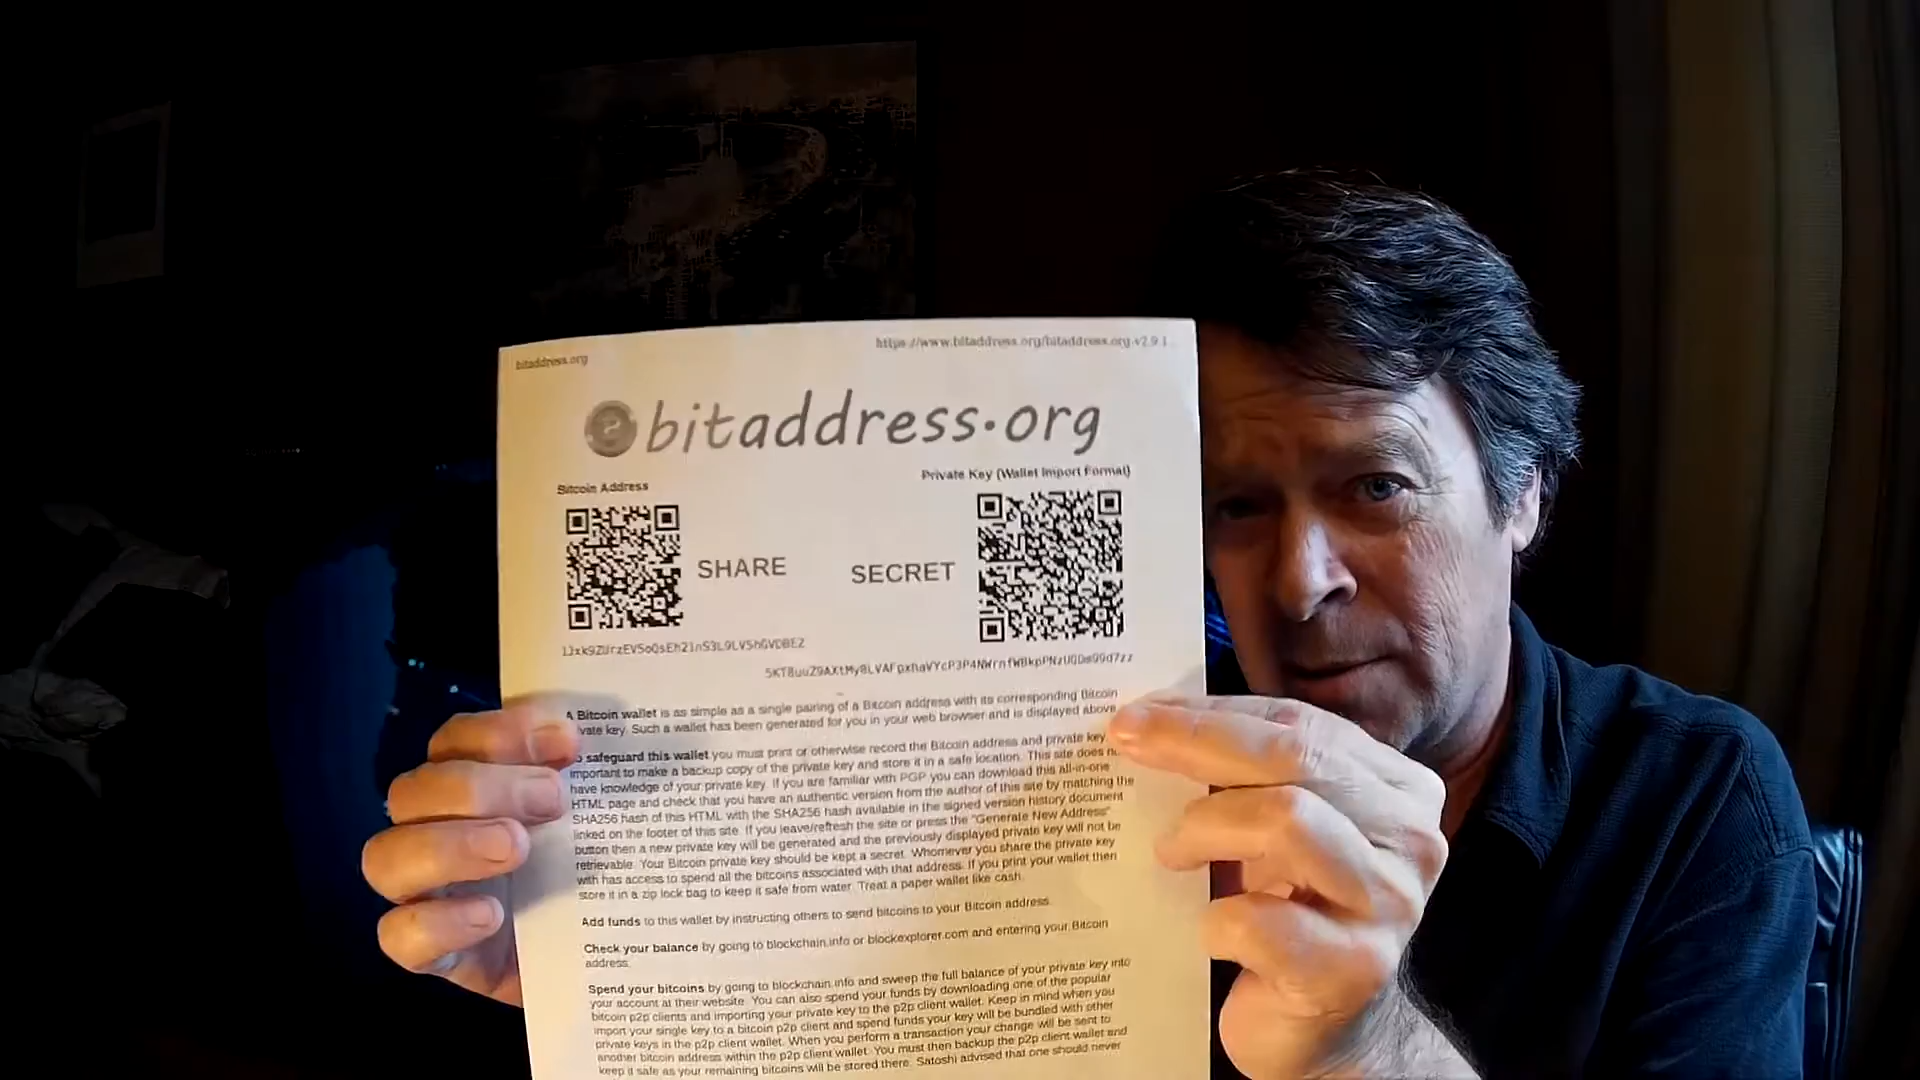 bitaddress.org
https://www.bitaddress.org/bitaddress.org-v2.9.1
bitaddress.org
Bitcoin Address
Private Key (Wallet Import Format)
SHARE
SECRET
A Bitcoin wallet is as simple as a single pairing of a Bitcoin address with its corresponding Bitcoin
vate key. Such a wallet has been generated for you in your web browser and is displayed above.
safeguard this wallet you must print or otherwise record the Bitcoin address and private key.
important to make a backup copy of the private key and store it in a safe location. This site does
have knowledge of your private key. If you are familiar with PGP you can download this all-in-one
HTML page and check that you have an authentic version from the author of this site by matching the
SHA256 hash of this HTML with the SHA256 hash available in the signed version history document
linked on the footer of this site. If you leave/refresh the site or press the "Generate New Address"
button then a new private key will be generated and the previously displayed private key will not be
retrievable. Your Bitcoin private key should be kept a secret. Whomever you share the private key
with has access to spend all the bitcoins associated with that address. If you print your wallet then
store it in a zip lock bag to keep it safe from water. Treat a paper wallet like cash.
Add funds to this wallet by instructing others to send bitcoins to your Bitcoin address.
Check your balance by going to blockchain.info or blockexplorer.com and entering your Bitcoin
address.
Spend your bitcoins by going to blockchain.info and sweep the full balance of your private key into
your account at their website. You can also spend your funds by downloading one of the popular
bitcoin p2p clients and importing your private key to the p2p client wallet. Keep in mind when you
import your single key to a bitcoin p2p client and spend funds your key will be bundled with other
private keys in the p2p client wallet. When you perform a transaction your change will be sent to
another bitcoin address within the p2p client wallet. You must then backup the p2p client wallet and
keep it safe as your remaining bitcoins will be stored there. Satoshi advised that one should never